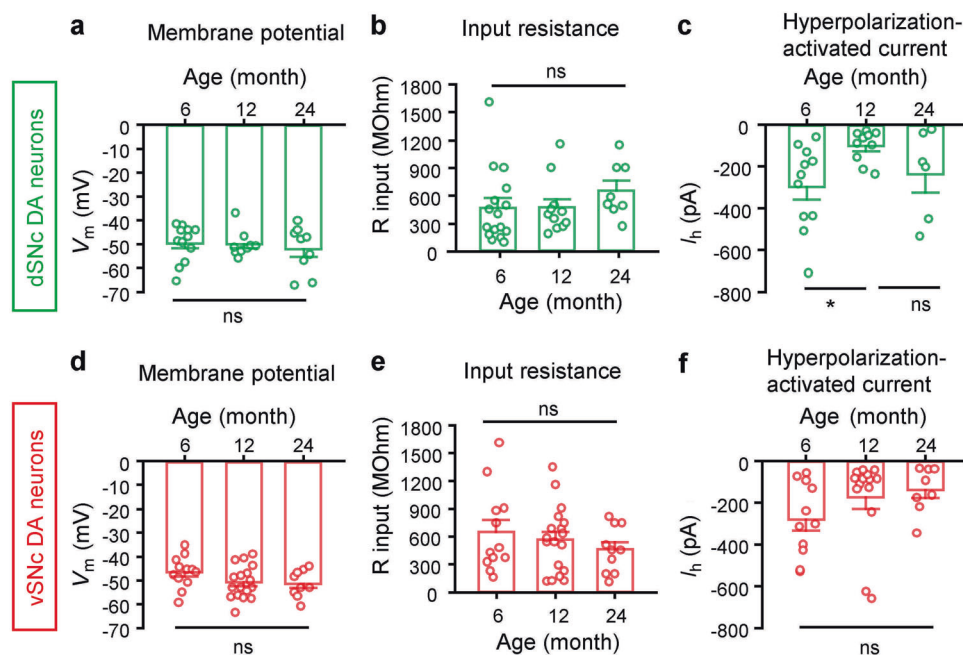 dSNc DA neurons
a
Membrane potential
Age (month)
6 12 24
0
-10
-20
-30
-40
-50
-60
-70
Vm (mV)
ns
b
Input resistance
ns
1800
1500
1200
900
600
300
0
R input (MOhm)
6 12 24
Age (month)
c
Hyperpolarization-
activated current
Age (month)
6 12 24
0
-200
-400
-600
-800
Ih (pA)
* ns
vSNc DA neurons
d
Membrane potential
Age (month)
6 12 24
0
-10
-20
-30
-40
-50
-60
-70
Vm (mV)
ns
e
Input resistance
ns
1800
1500
1200
900
600
300
0
R input (MOhm)
6 12 24
Age (month)
f
Hyperpolarization-
activated current
Age (month)
6 12 24
0
-200
-400
-600
-800
Ih (pA)
ns